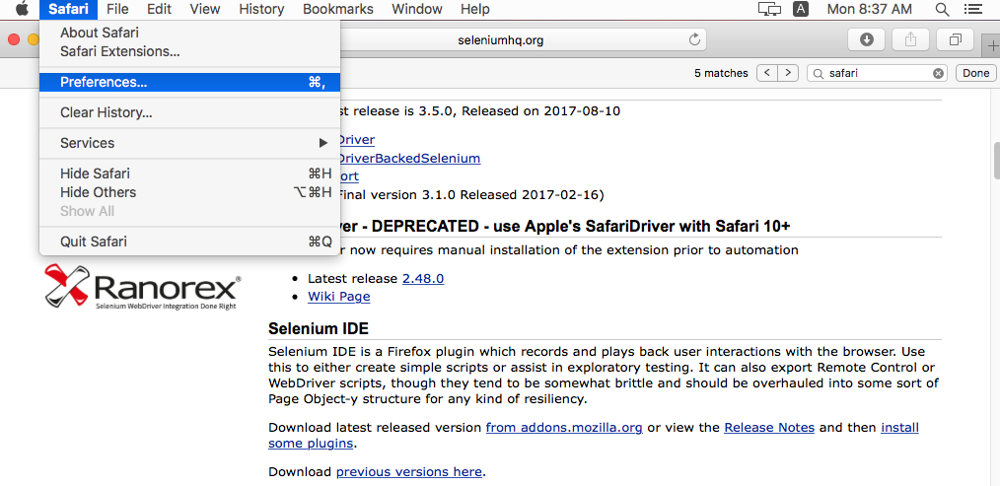 Safari File Edit View History Bookmarks Window Help A Mon 8:37 AM
About Safari
Safari Extensions...
Preferences... ⌘,
Clear History...
Services ▶
Hide Safari ⌘H
Hide Others ⌥⌘H
Show All
Quit Safari ⌘Q
seleniumhq.org
5 matches < > safari Done
st release is 3.5.0, Released on 2017-08-10
Driver
DriverBackedSelenium
ort
Final version 3.1.0 Released 2017-02-16)
ver - DEPRECATED - use Apple's SafariDriver with Safari 10+
r now requires manual installation of the extension prior to automation
• Latest release 2.48.0
• Wiki Page
Ranorex®
Selenium WebDriver Integration Done Right
Selenium IDE
Selenium IDE is a Firefox plugin which records and plays back user interactions with the browser. Use
this to either create simple scripts or assist in exploratory testing. It can also export Remote Control or
WebDriver scripts, though they tend to be somewhat brittle and should be overhauled into some sort of
Page Object-y structure for any kind of resiliency.
Download latest released version from addons.mozilla.org or view the Release Notes and then install
some plugins.
Download previous versions here.